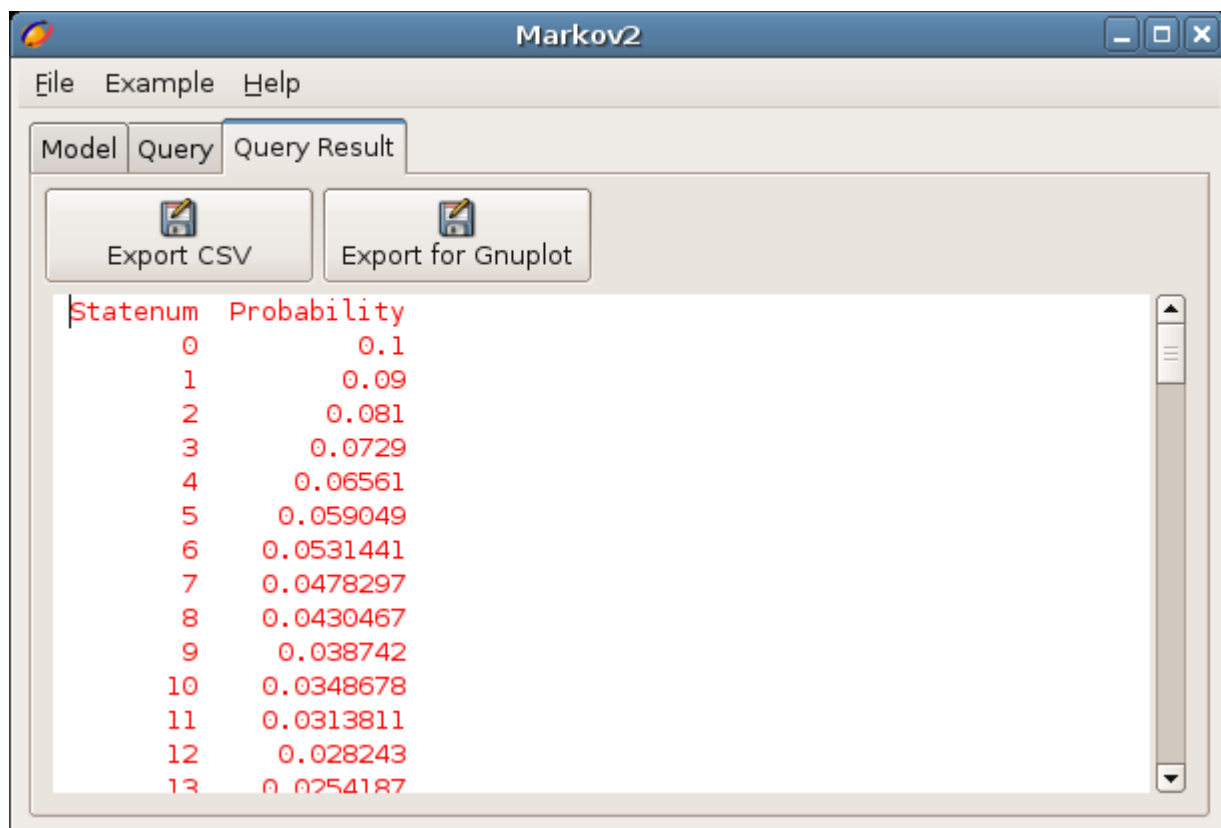 Markov2
File Example Help
Model Query Query Result
Export CSV Export for Gnuplot
Statenum Probability
0 0.1
1 0.09
2 0.081
3 0.0729
4 0.06561
5 0.059049
6 0.0531441
7 0.0478297
8 0.0430467
9 0.038742
10 0.0348678
11 0.0313811
12 0.028243
13 0.0254187